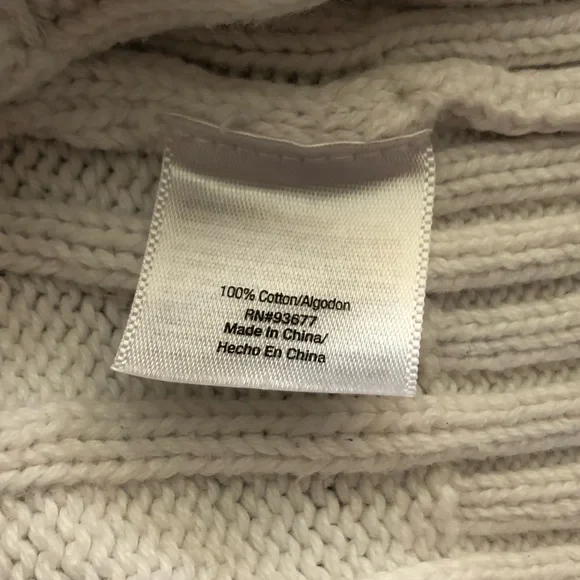 100% Cotton/Algodon
RN#93677
Made In China/
Hecho En China